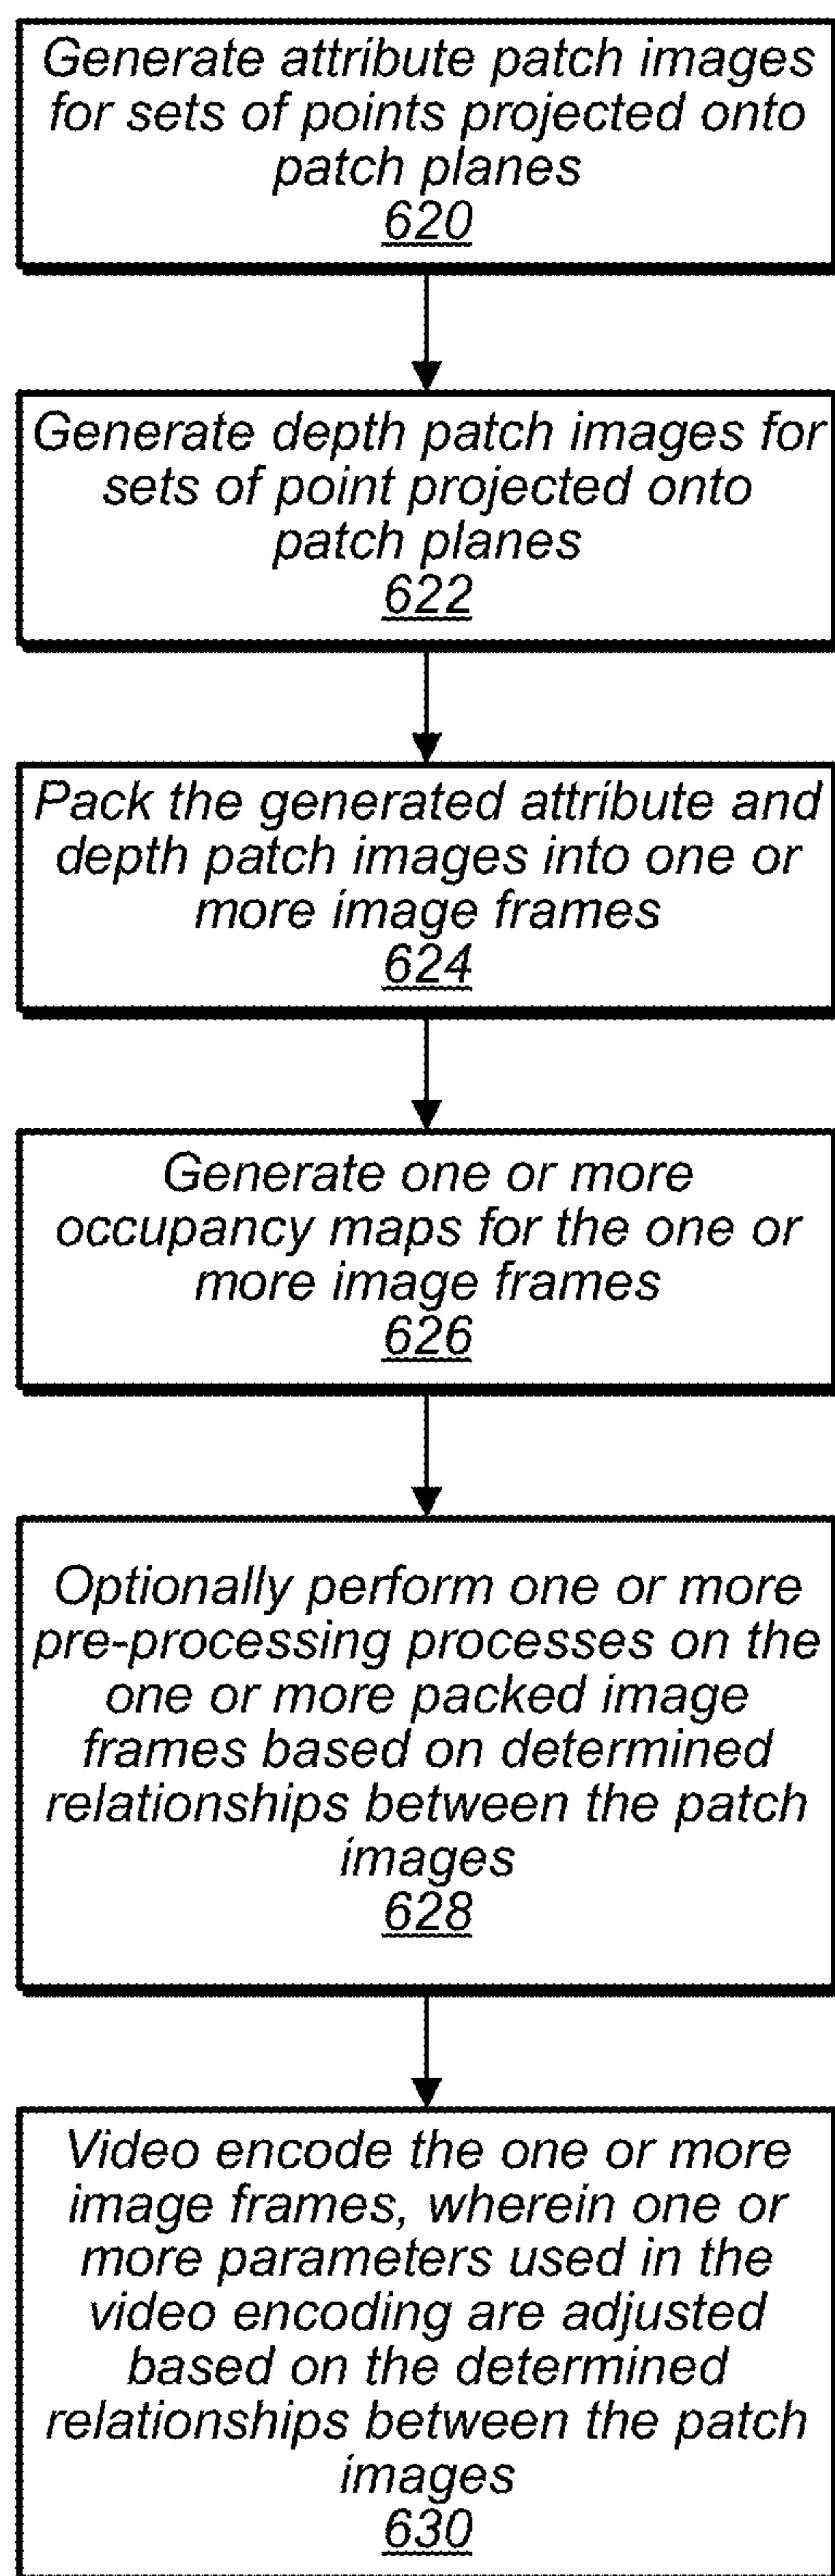 Generate attribute patch images
for sets of points projected onto
patch planes
620
Generate depth patch images for
sets of point projected onto
patch planes
622
Pack the generated attribute and
depth patch images into one or
more image frames
624
Generate one or more
occupancy maps for the one or
more image frames
626
Optionally perform one or more
pre-processing processes on the
one or more packed image
frames based on determined
relationships between the patch
images
628
Video encode the one or more
image frames, wherein one or
more parameters used in the
video encoding are adjusted
based on the determined
relationships between the patch
images
630